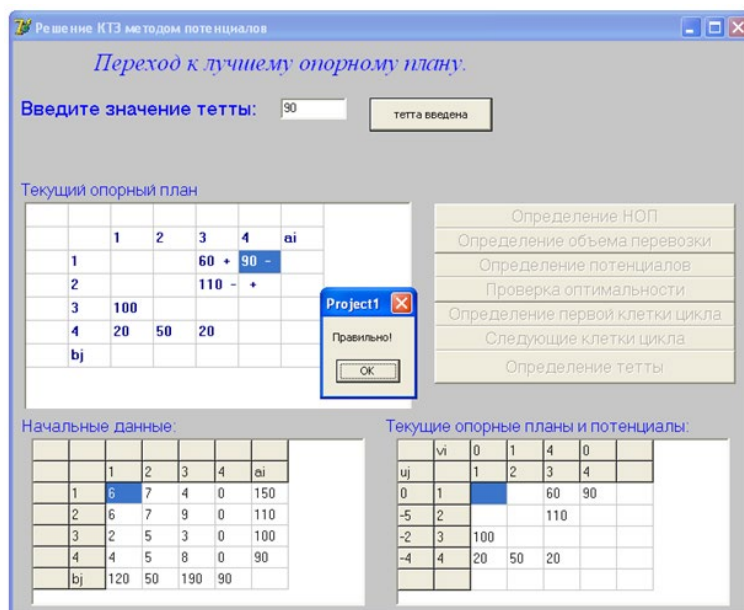 Решение КТЗ методом потенциалов
Переход к лучшему опорному плану.
Введите значение тетты: 90 тетта введена
Текущий опорный план
1 2 3 4 ai
1 60 + 90 -
2 110 - +
3 100
4 20 50 20
bj
Project1
Правильно!
OK
Определение НОП
Определение объема перевозки
Определение потенциалов
Проверка оптимальности
Определение первой клетки цикла
Следующие клетки цикла
Определение тетты
Начальные данные:
1 2 3 4 ai
1 6 7 4 0 150
2 6 7 9 0 110
3 2 5 3 0 100
4 4 5 8 0 90
bj 120 50 190 90
Текущие опорные планы и потенциалы:
vi 0 1 4 0
uj 1 2 3 4
0 1 60 90
-5 2 110
-2 3 100
-4 4 20 50 20